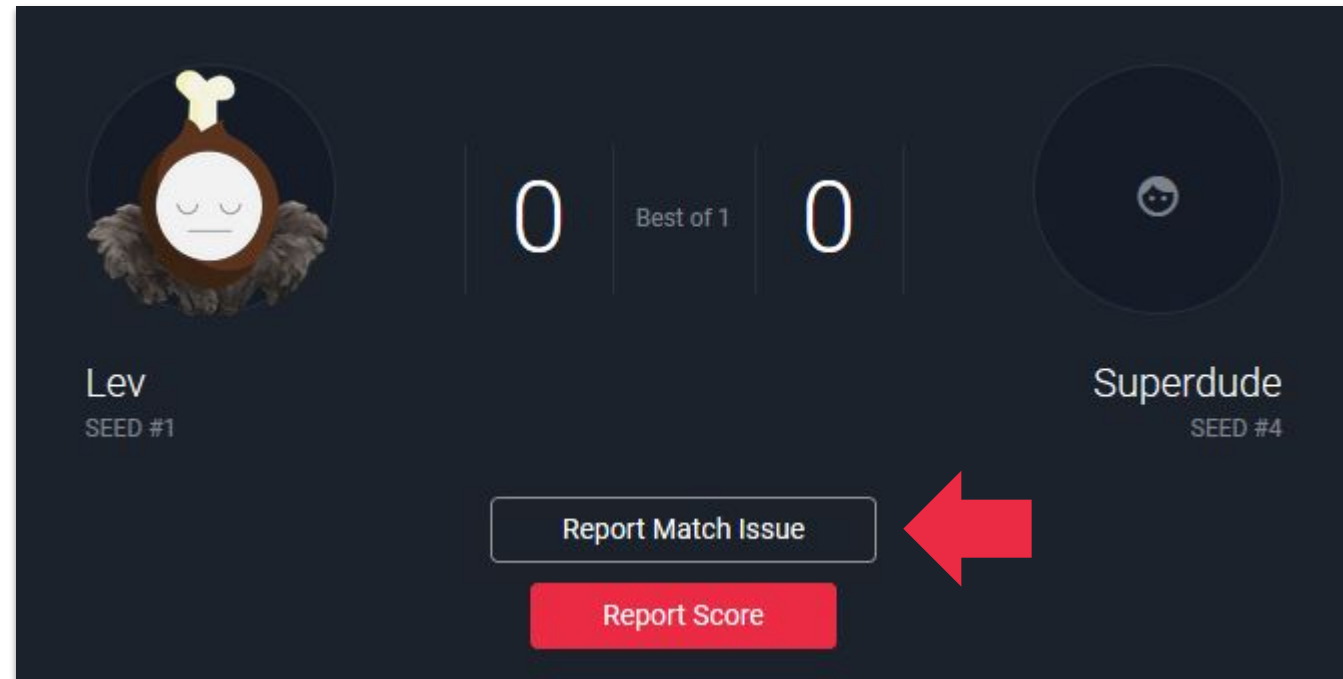 0
Best of 1
0
Lev
SEED #1
Superdude
SEED #4
Report Match Issue
Report Score